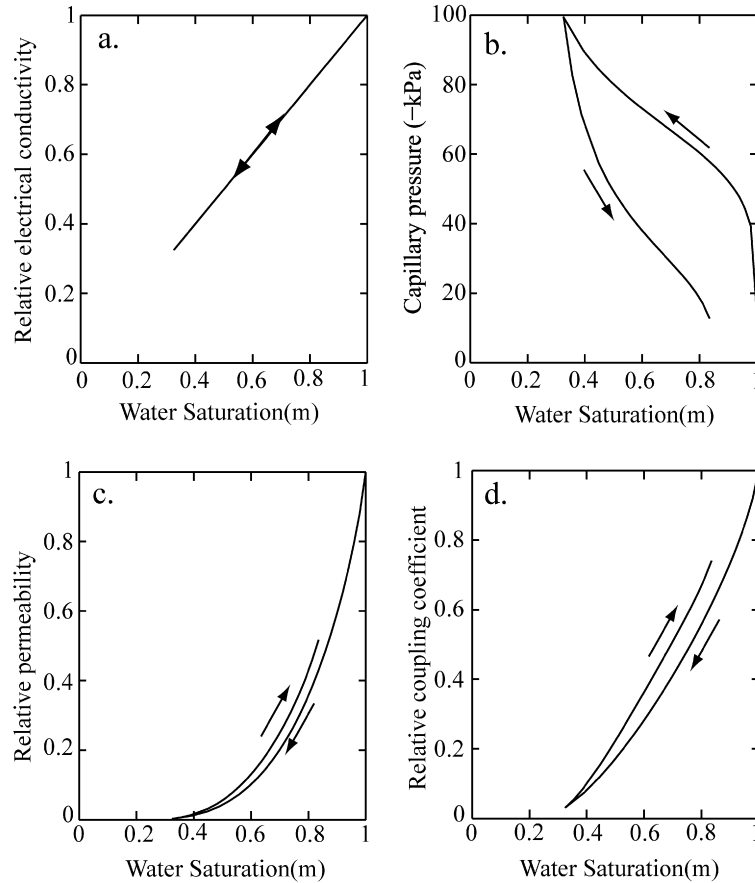 a.
Relative electrical conductivity
1
0.8
0.6
0.4
0.2
0
0 0.2 0.4 0.6 0.8 1
Water Saturation(m)
b.
Capillary pressure (−kPa)
100
80
60
40
20
0
0 0.2 0.4 0.6 0.8 1
Water Saturation(m)
c.
Relative permeability
1
0.8
0.6
0.4
0.2
0
0 0.2 0.4 0.6 0.8 1
Water Saturation(m)
d.
Relative coupling coefficient
1
0.8
0.6
0.4
0.2
0
0 0.2 0.4 0.6 0.8 1
Water Saturation(m)